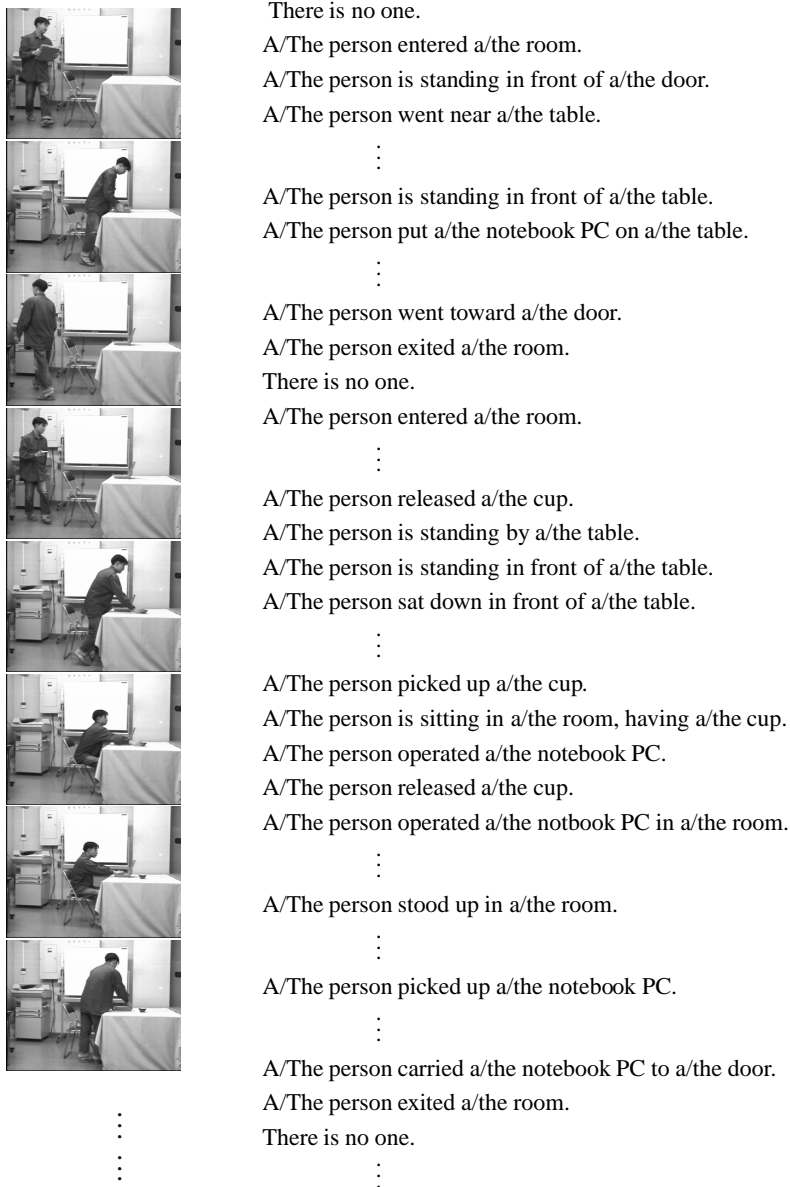 There is no one.
A/The person entered a/the room.
A/The person is standing in front of a/the door.
A/The person went near a/the table.
A/The person is standing in front of a/the table.
A/The person put a/the notebook PC on a/the table.
A/The person went toward a/the door.
A/The person exited a/the room.
There is no one.
A/The person entered a/the room.
A/The person released a/the cup.
A/The person is standing by a/the table.
A/The person is standing in front of a/the table.
A/The person sat down in front of a/the table.
A/The person picked up a/the cup.
A/The person is sitting in a/the room, having a/the cup.
A/The person operated a/the notebook PC.
A/The person released a/the cup.
A/The person operated a/the notbook PC in a/the room.
A/The person stood up in a/the room.
A/The person picked up a/the notebook PC.
A/The person carried a/the notebook PC to a/the door.
A/The person exited a/the room.
There is no one.